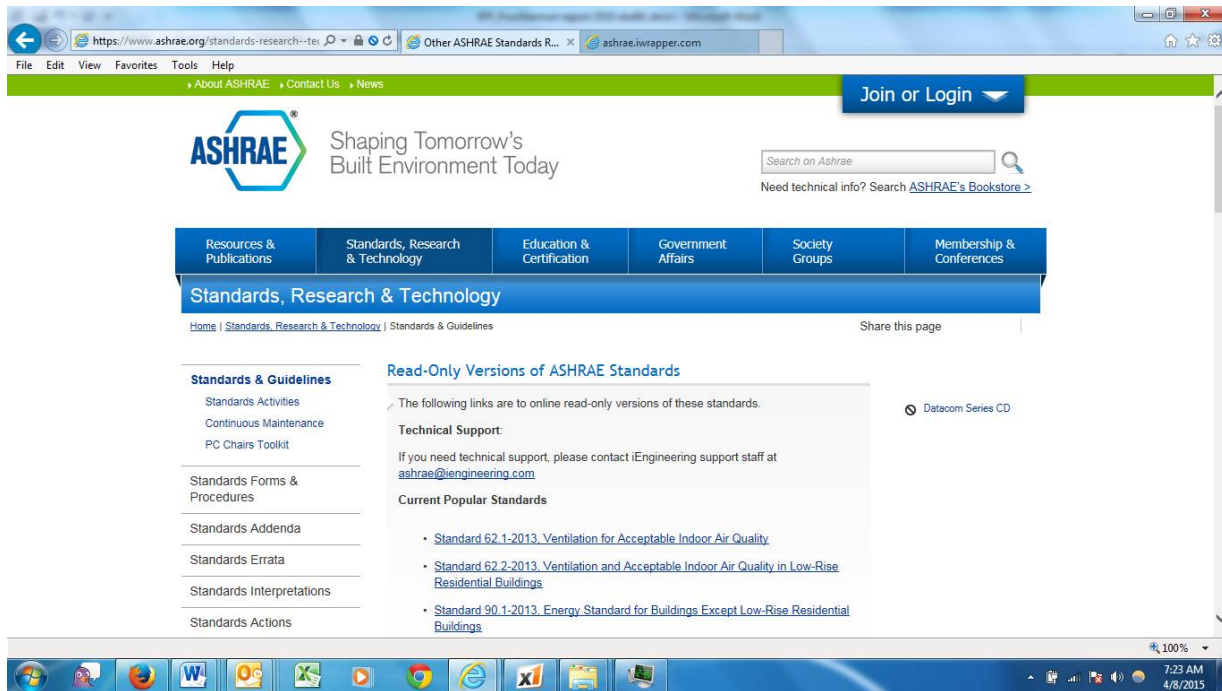 https://www.ashrae.org/standards-research--tec
Other ASHRAE Standards R...
ashrae.iwrapper.com
File Edit View Favorites Tools Help
About ASHRAE Contact Us News
Join or Login
ASHRAE®
Shaping Tomorrow's
Built Environment Today
Search on Ashrae
Need technical info? Search ASHRAE's Bookstore >
Resources &
Publications
Standards, Research
& Technology
Education &
Certification
Government
Affairs
Society
Groups
Membership &
Conferences
Standards, Research & Technology
Home | Standards, Research & Technology | Standards & Guidelines
Share this page
Standards & Guidelines
Standards Activities
Continuous Maintenance
PC Chairs Toolkit
Standards Forms &
Procedures
Standards Addenda
Standards Errata
Standards Interpretations
Standards Actions
Read-Only Versions of ASHRAE Standards
The following links are to online read-only versions of these standards.
Technical Support:
If you need technical support, please contact iEngineering support staff at
ashrae@iengineering.com
Current Popular Standards
• Standard 62.1-2013, Ventilation for Acceptable Indoor Air Quality
• Standard 62.2-2013, Ventilation and Acceptable Indoor Air Quality in Low-Rise
Residential Buildings
• Standard 90.1-2013, Energy Standard for Buildings Except Low-Rise Residential
Buildings
Datacom Series CD
100%
7:23 AM
4/8/2015